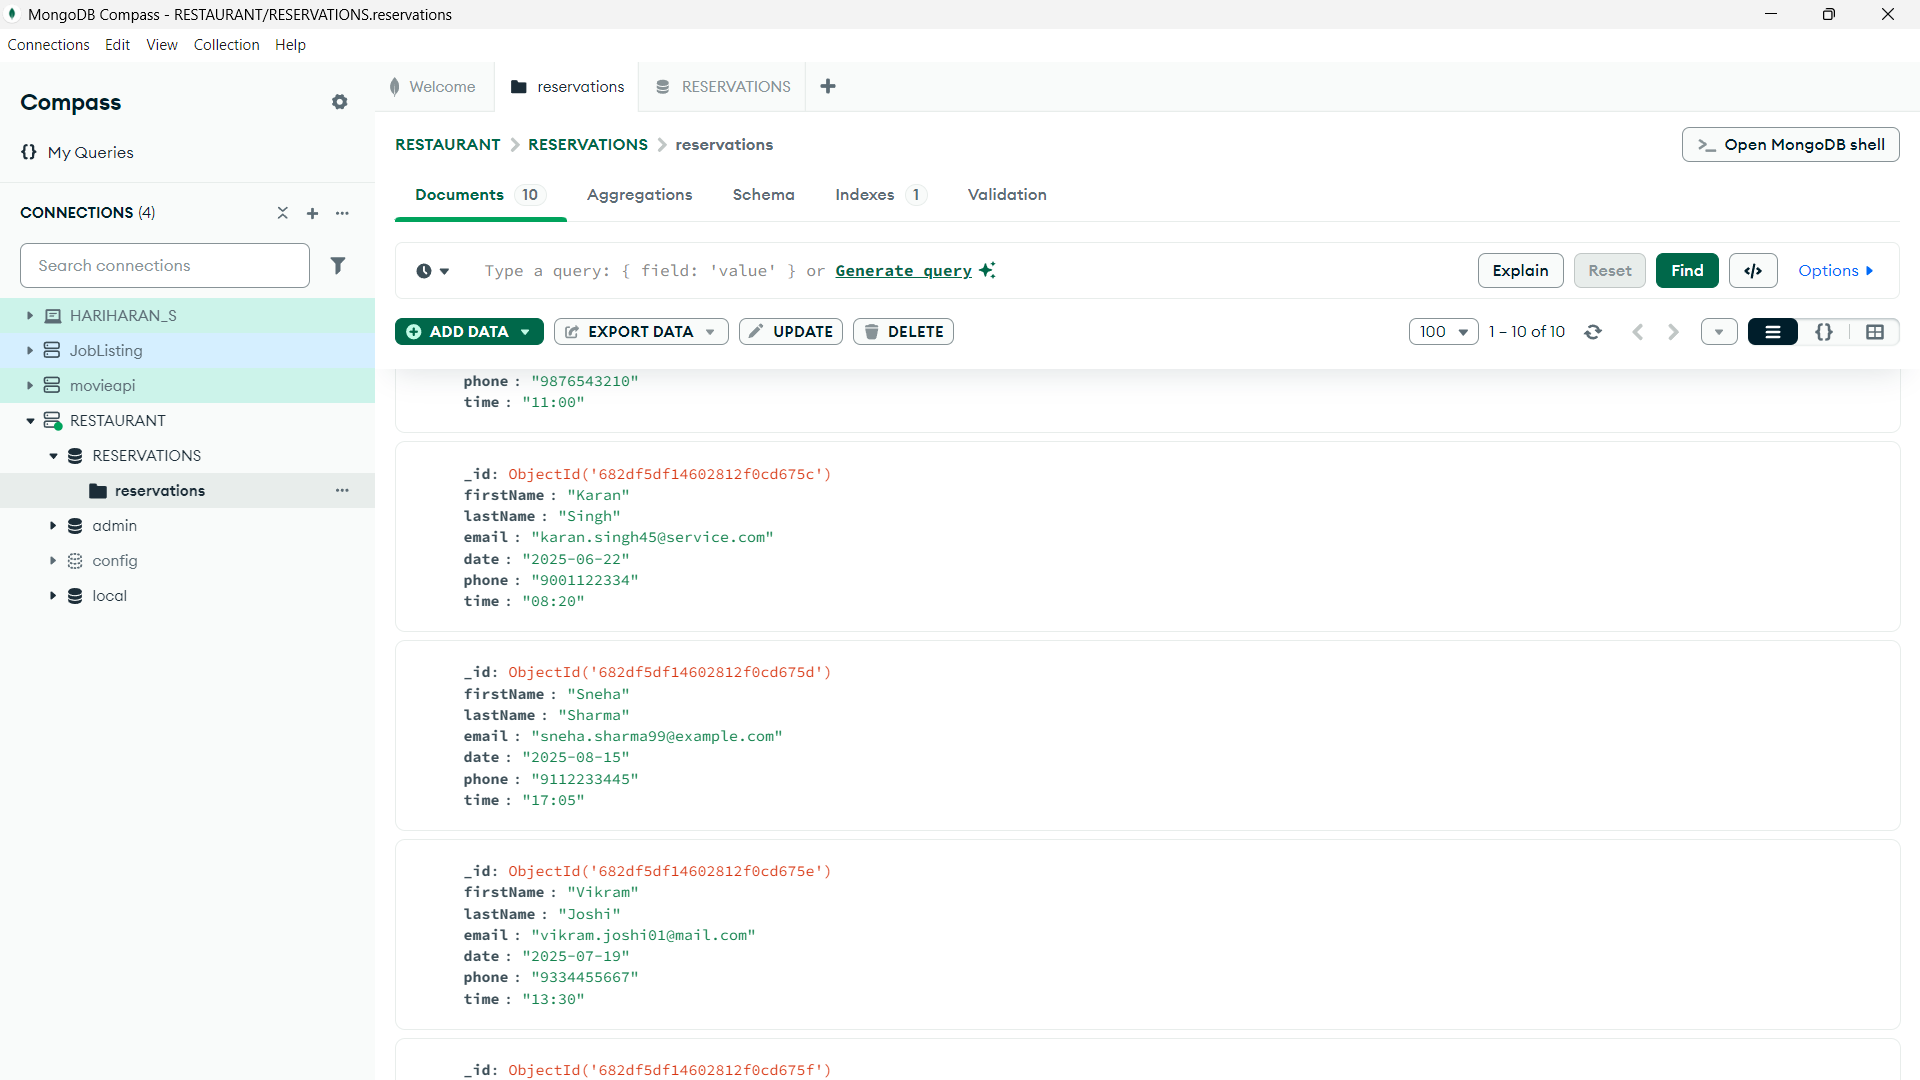 MongoDB Compass - RESTAURANT/RESERVATIONS.reservations
Connections Edit View Collection Help
Compass
{} My Queries
CONNECTIONS (4)
Search connections
HARIHARAN_S
JobListing
movieapi
RESTAURANT
RESERVATIONS
reservations
admin
config
local
Welcome
reservations
RESERVATIONS
RESTAURANT > RESERVATIONS > reservations
>_ Open MongoDB shell
Documents 10 Aggregations Schema Indexes 1 Validation
Type a query: { field: 'value' } or Generate query
Explain Reset Find </> Options
ADD DATA EXPORT DATA UPDATE DELETE
100 1 – 10 of 10 {}
phone : "9876543210"
time : "11:00"
_id: ObjectId('682df5df14602812f0cd675c')
firstName : "Karan"
lastName : "Singh"
email : "karan.singh45@service.com"
date : "2025-06-22"
phone : "9001122334"
time : "08:20"
_id: ObjectId('682df5df14602812f0cd675d')
firstName : "Sneha"
lastName : "Sharma"
email : "sneha.sharma99@example.com"
date : "2025-08-15"
phone : "9112233445"
time : "17:05"
_id: ObjectId('682df5df14602812f0cd675e')
firstName : "Vikram"
lastName : "Joshi"
email : "vikram.joshi01@mail.com"
date : "2025-07-19"
phone : "9334455667"
time : "13:30"
_id: ObjectId('682df5df14602812f0cd675f')